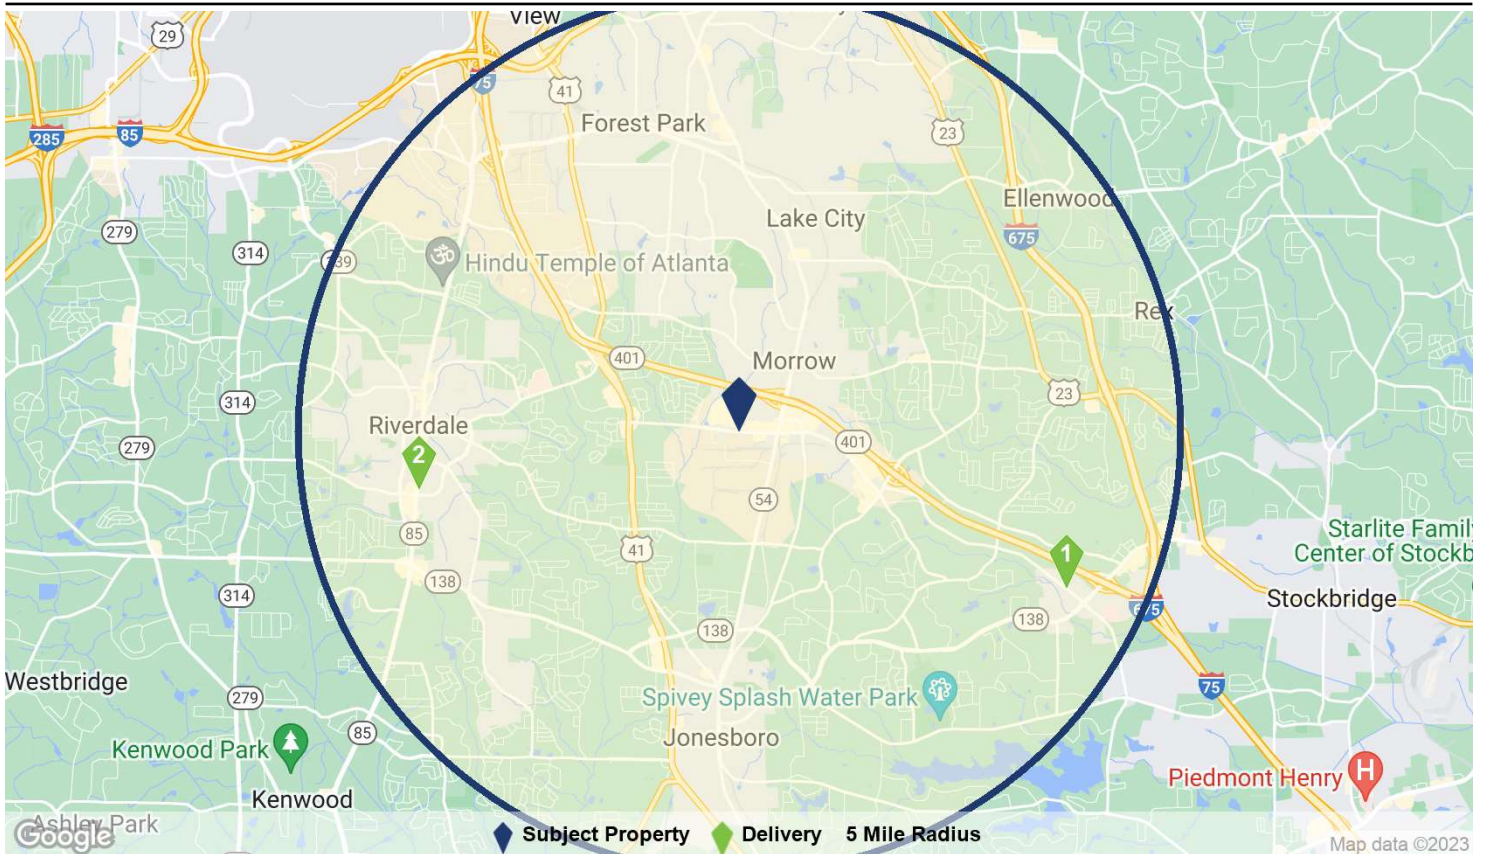 View
29
75
41
Forest Park
285
85
23
Ellenwood
Lake City
279
314
139
675
Hindu Temple of Atlanta
Rex
401
Morrow
314
23
Riverdale
2
279
401
54
85
Starlite Family
Center of Stockb
41
1
138
314
675
Stockbridge
138
138
Westbridge
75
279
Spivey Splash Water Park
85
Jonesboro
Kenwood Park
Piedmont Henry
H
Kenwood
Ashley Park
Google
Subject Property Delivery 5 Mile Radius
Map data ©2023